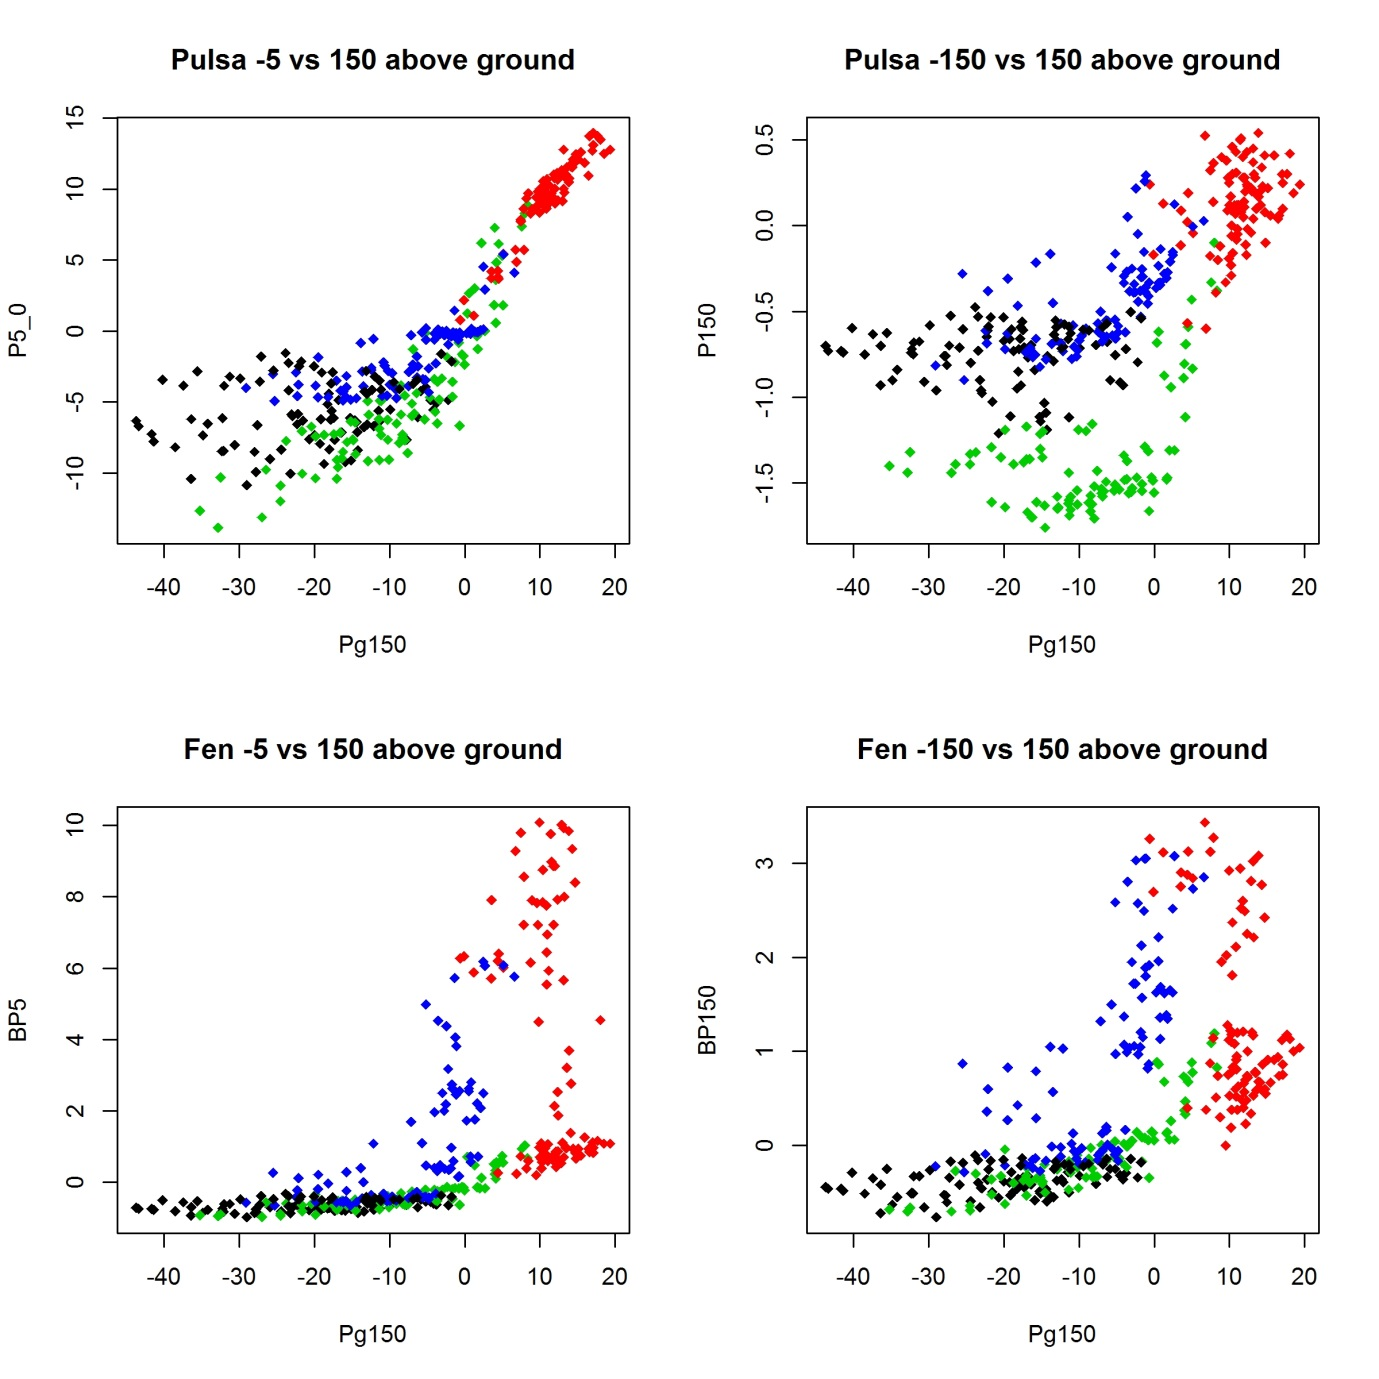 Pulsa -5 vs 150 above ground
15
10
5
0
-5
-10
P5_0
-40 -30 -20 -10 0 10 20
Pg150
Pulsa -150 vs 150 above ground
0.5
0.0
-0.5
-1.0
-1.5
P150
-40 -30 -20 -10 0 10 20
Pg150
Fen -5 vs 150 above ground
10
8
6
4
2
0
BP5
-40 -30 -20 -10 0 10 20
Pg150
Fen -150 vs 150 above ground
3
2
1
0
BP150
-40 -30 -20 -10 0 10 20
Pg150